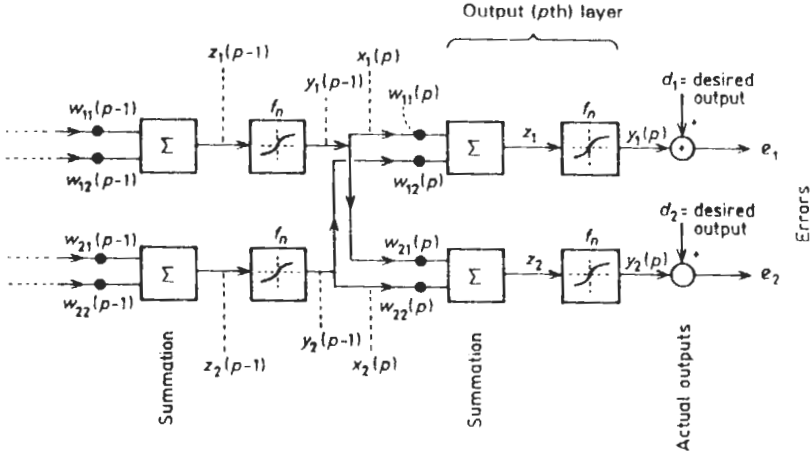 Output (pth) layer
z₁(p-1)
y₁(p-1)
x₁(p)
d₁ = desired output
w₁₁(p-1)
fₙ
w₁₁(p)
fₙ
Σ
Σ
z₁
y₁(p)
e₁
w₁₂(p-1)
w₁₂(p)
d₂ = desired output
w₂₁(p-1)
fₙ
w₂₁(p)
fₙ
Σ
Σ
z₂
y₂(p)
e₂
w₂₂(p-1)
w₂₂(p)
z₂(p-1)
y₂(p-1)
x₂(p)
Summation
Summation
Actual outputs
Errors